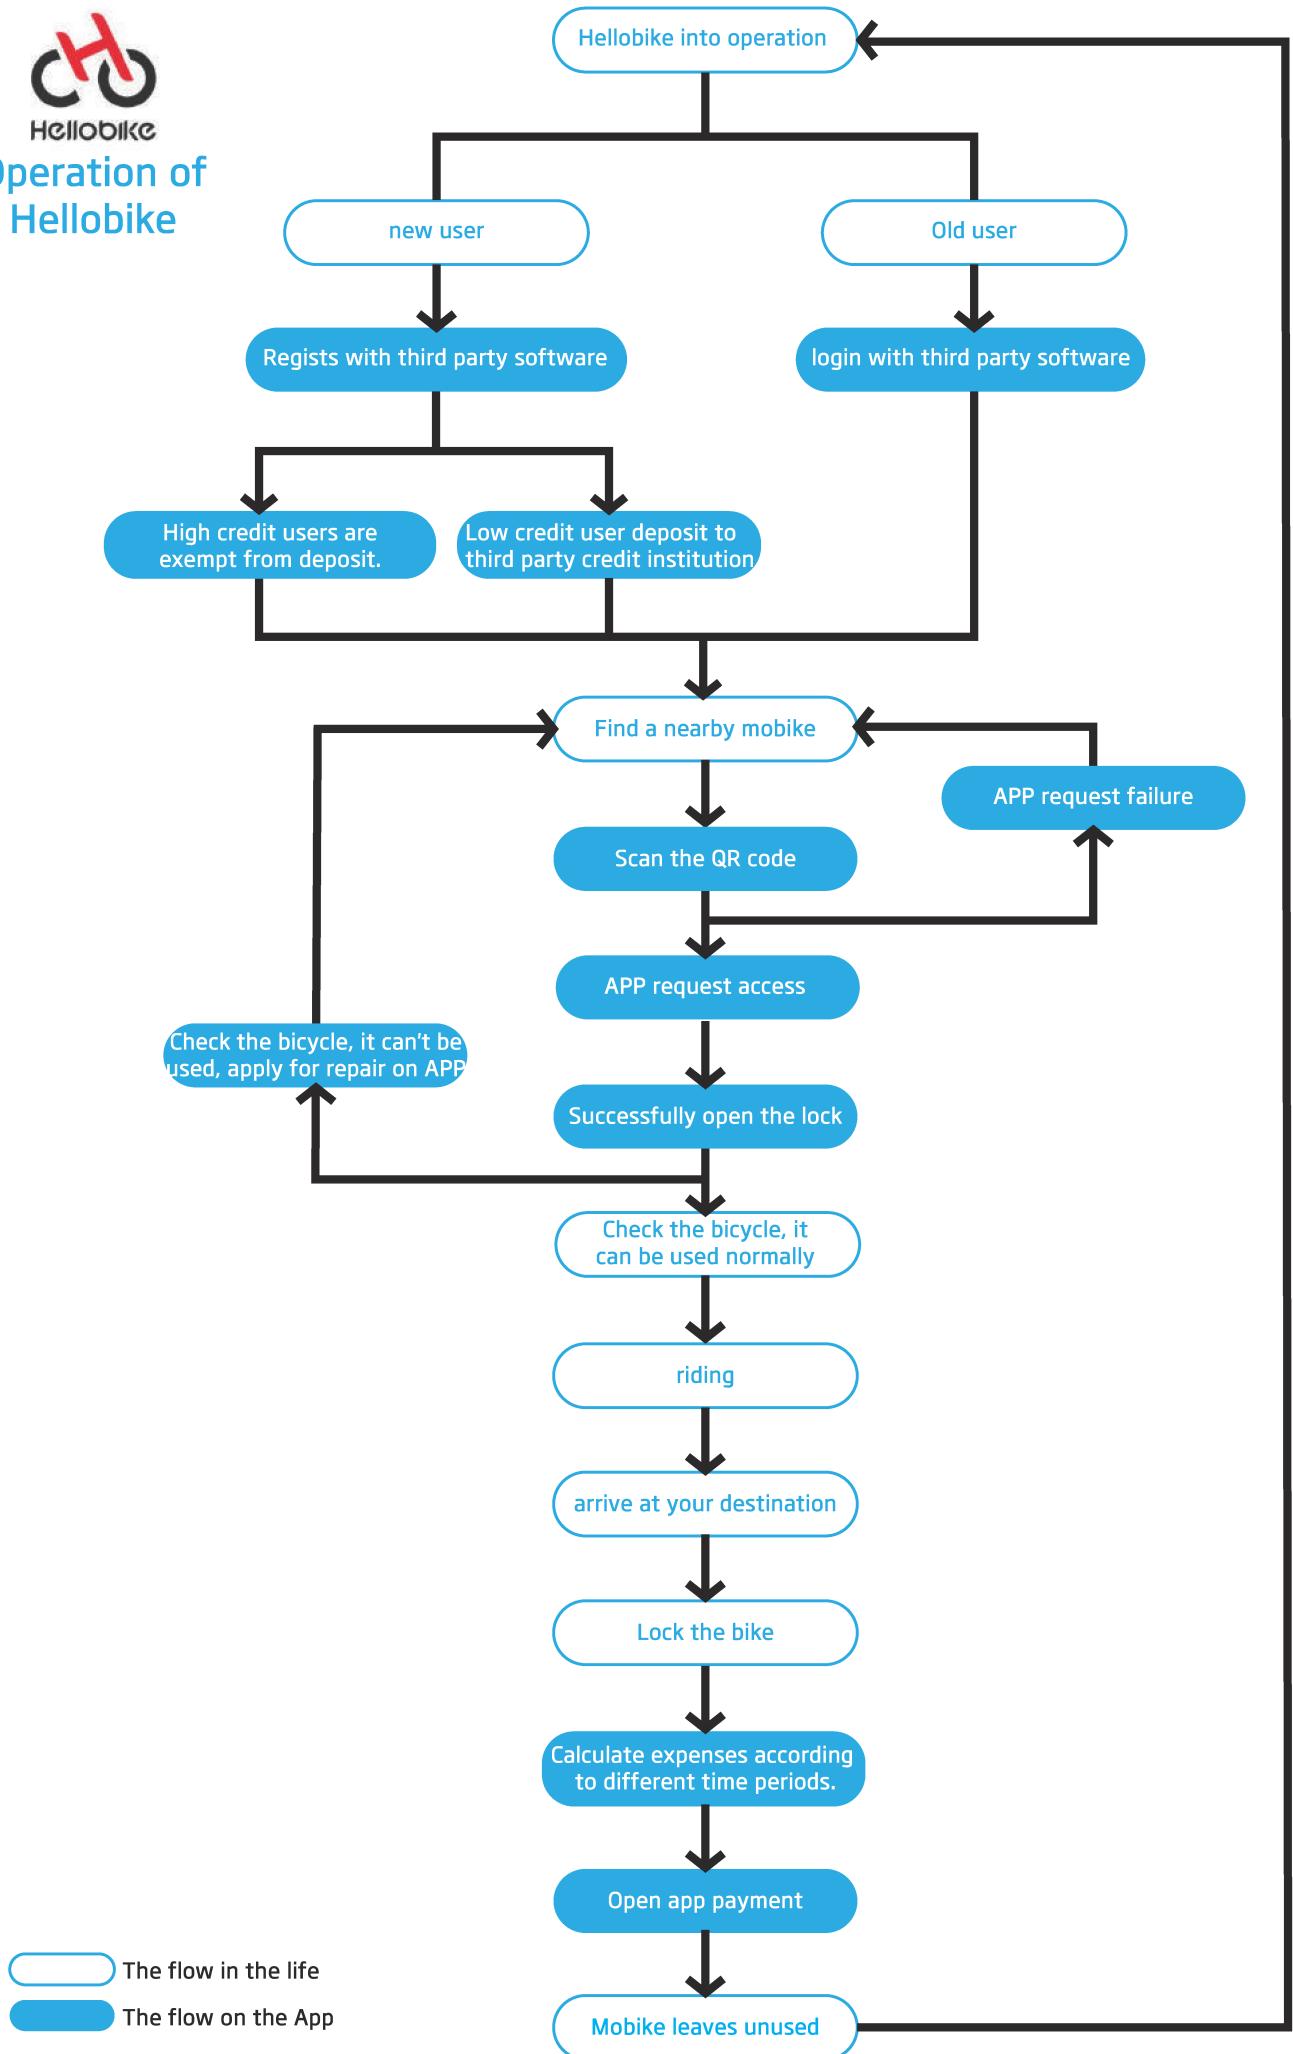 Hellobike
Operation of
Hellobike
Hellobike into operation
new user
Old user
Regists with third party software
login with third party software
High credit users are
exempt from deposit.
Low credit user deposit to
third party credit institution
Find a nearby mobike
APP request failure
Scan the QR code
APP request access
Check the bicycle, it can't be
used, apply for repair on APP
Successfully open the lock
Check the bicycle, it
can be used normally
riding
arrive at your destination
Lock the bike
Calculate expenses according
to different time periods.
Open app payment
Mobike leaves unused
The flow in the life
The flow on the App